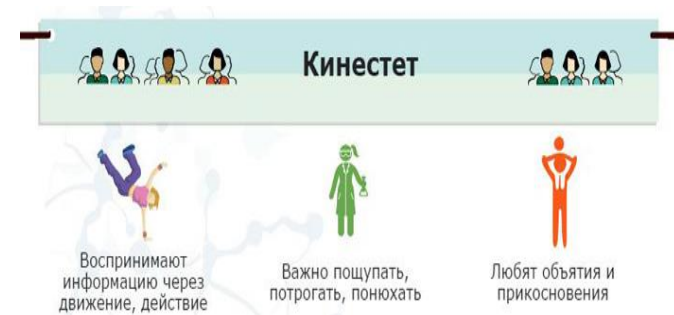 Кинестет
Воспринимают
информацию через
движение, действие
Важно пощупать,
потрогать, понюхать
Любят объятия и
прикосновения